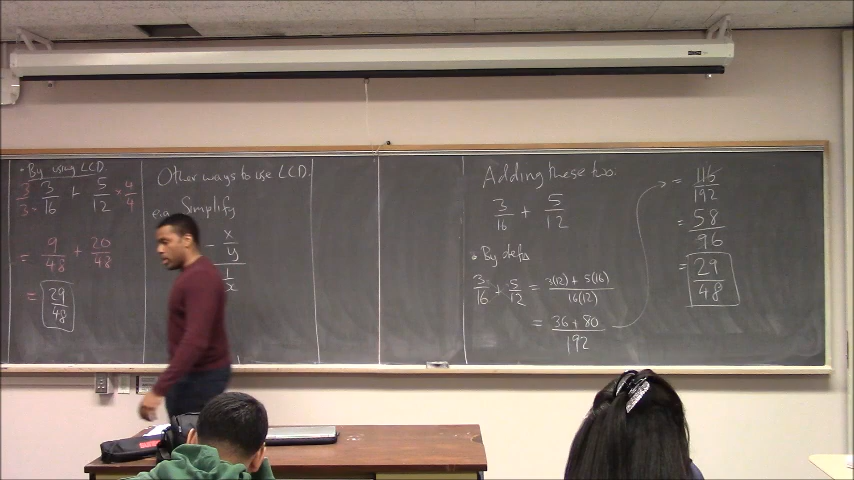 • By using LCD.
3/3 × 3/16 + 5/12 × 4/4
= 9/48 + 20/48
= 29/48
Other ways to use LCD.
e.g. Simplify
- x/y
1/x
Adding these two:
3/16 + 5/12
• By defn
3/16 + 5/12 = 3(12) + 5(16) / 16(12)
= 36 + 80 / 192
= 116/192
= 58/96
= 29/48